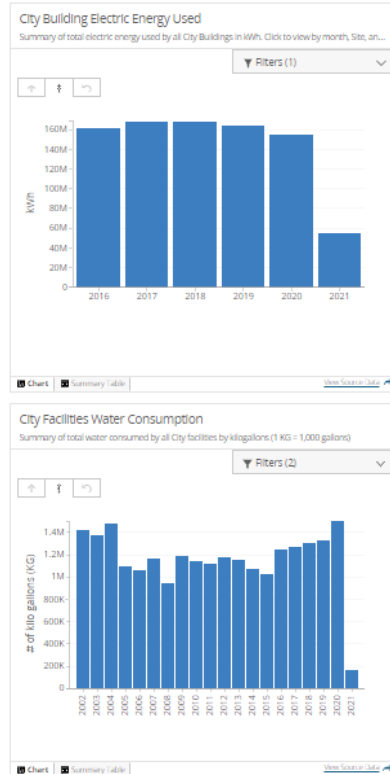 City Building Electric Energy Used
Summary of total electric energy used by all City Buildings in kWh. Click to view by month, Site, an...
Filters (1)
kWh
160M
140M
120M
100M
80M
60M
40M
20M
0
2016 2017 2018 2019 2020 2021
Chart Summary Table View Source Data
City Facilities Water Consumption
Summary of total water consumed by all City facilities by kilogallons (1 KG = 1,000 gallons)
Filters (2)
# of kilo gallons (KG)
1.4M
1.2M
1M
800K
600K
400K
200K
0
2002 2003 2004 2005 2006 2007 2008 2009 2010 2011 2012 2013 2014 2015 2016 2017 2018 2019 2020 2021
Chart Summary Table View Source Data